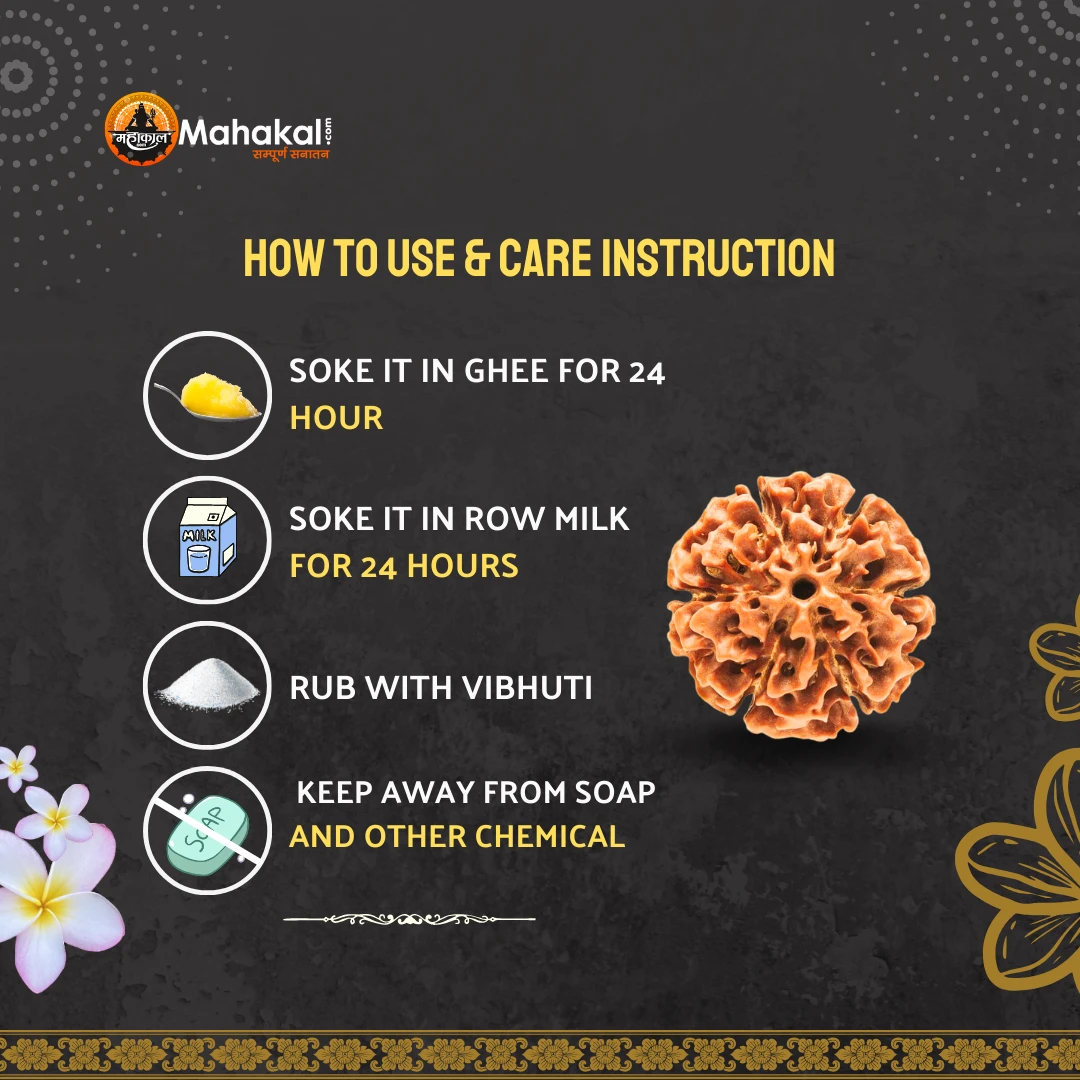 महाकाल
Mahakal.com
सम्पूर्ण सनातन
HOW TO USE & CARE INSTRUCTION
SOKE IT IN GHEE FOR 24
HOUR
MILK
SOKE IT IN ROW MILK
FOR 24 HOURS
RUB WITH VIBHUTI
SOAP
KEEP AWAY FROM SOAP
AND OTHER CHEMICAL